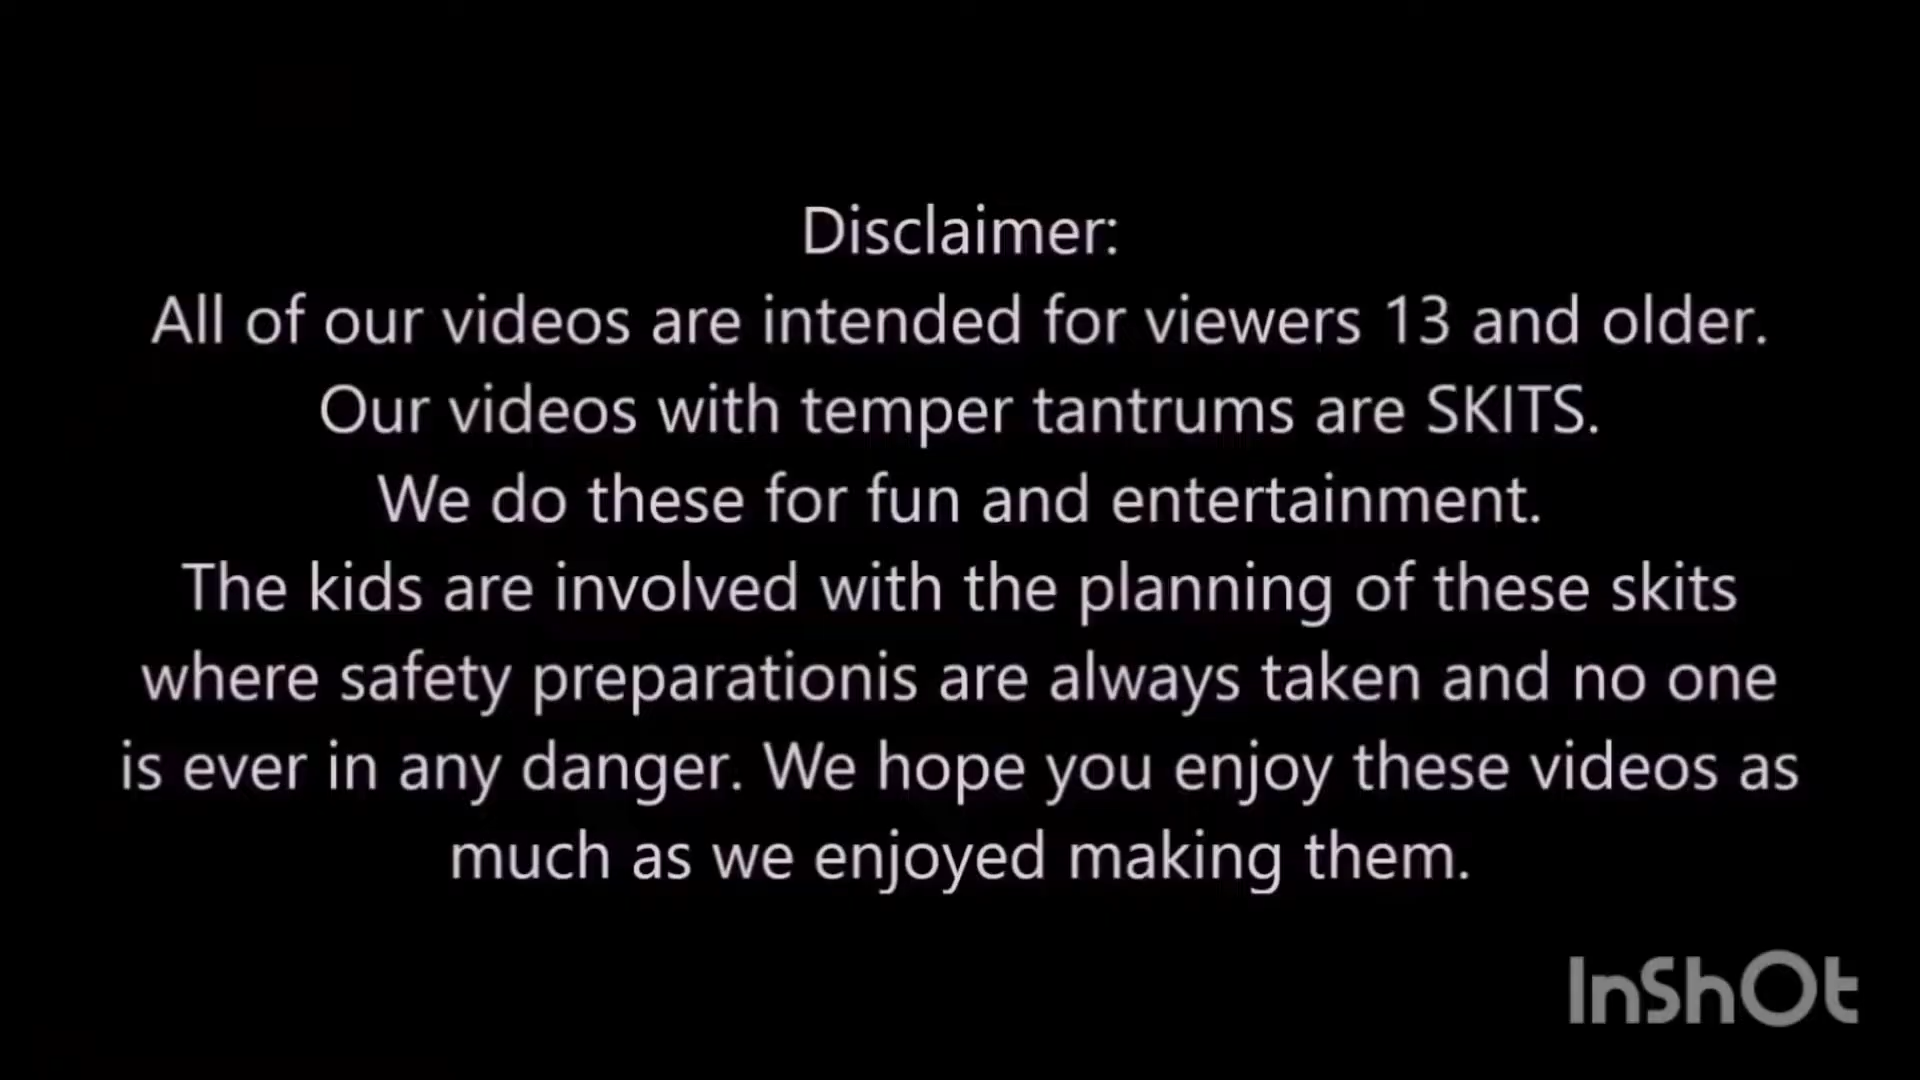 Disclaimer:
All of our videos are intended for viewers 13 and older.
Our videos with temper tantrums are SKITS.
We do these for fun and entertainment.
The kids are involved with the planning of these skits
where safety preparationis are always taken and no one
is ever in any danger. We hope you enjoy these videos as
much as we enjoyed making them.
InShOt